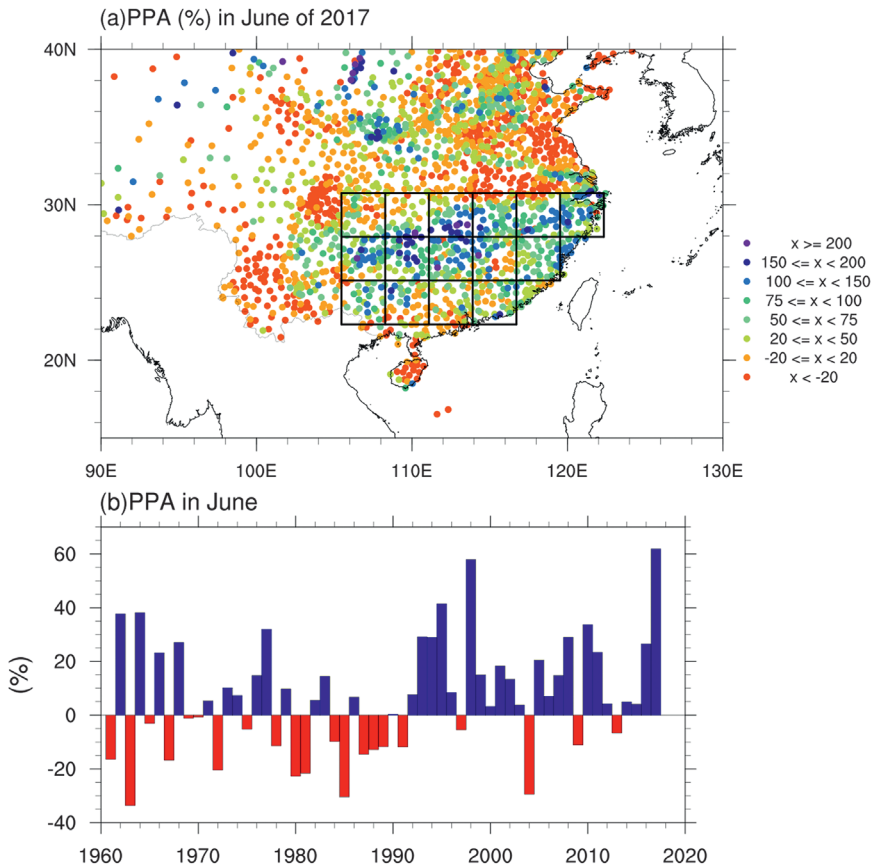 (a)PPA (%) in June of 2017
40N
30N
20N
90E 100E 110E 120E 130E
x >= 200
150 <= x < 200
100 <= x < 150
75 <= x < 100
50 <= x < 75
20 <= x < 50
-20 <= x < 20
x < -20
(b)PPA in June
(%)
60
40
20
0
-20
-40
1960 1970 1980 1990 2000 2010 2020